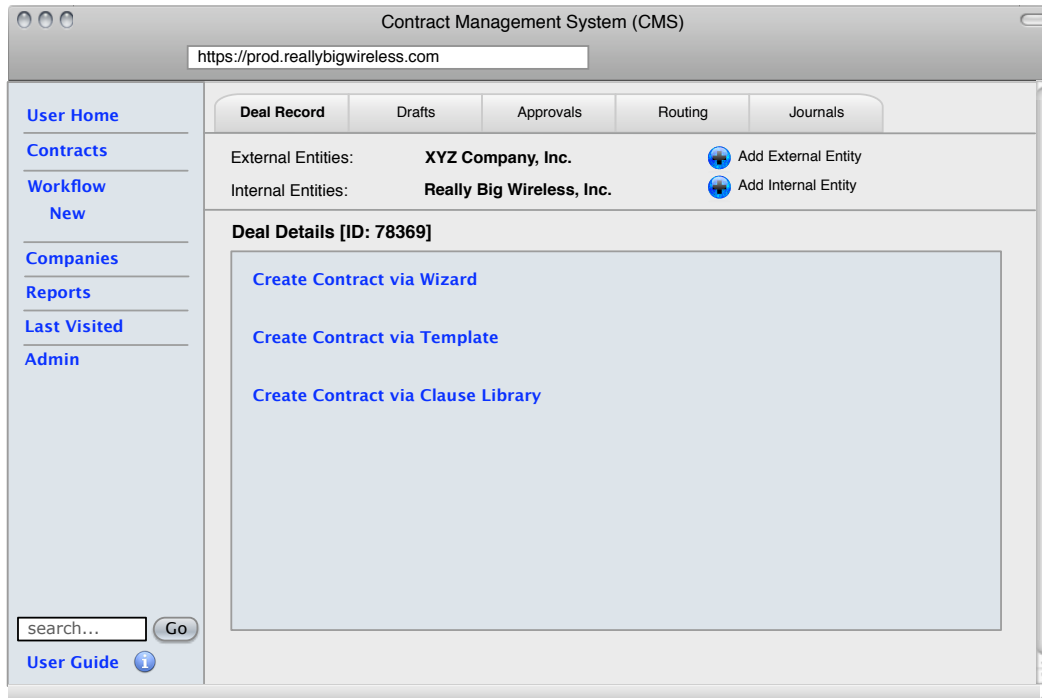 Contract Management System (CMS)
https://prod.reallybigwireless.com
User Home
Contracts
Workflow
New
Companies
Reports
Last Visited
Admin
search...
Go
User Guide
i
Deal Record
Drafts
Approvals
Routing
Journals
External Entities: XYZ Company, Inc. Add External Entity
Internal Entities: Really Big Wireless, Inc. Add Internal Entity
Deal Details [ID: 78369]
Create Contract via Wizard
Create Contract via Template
Create Contract via Clause Library